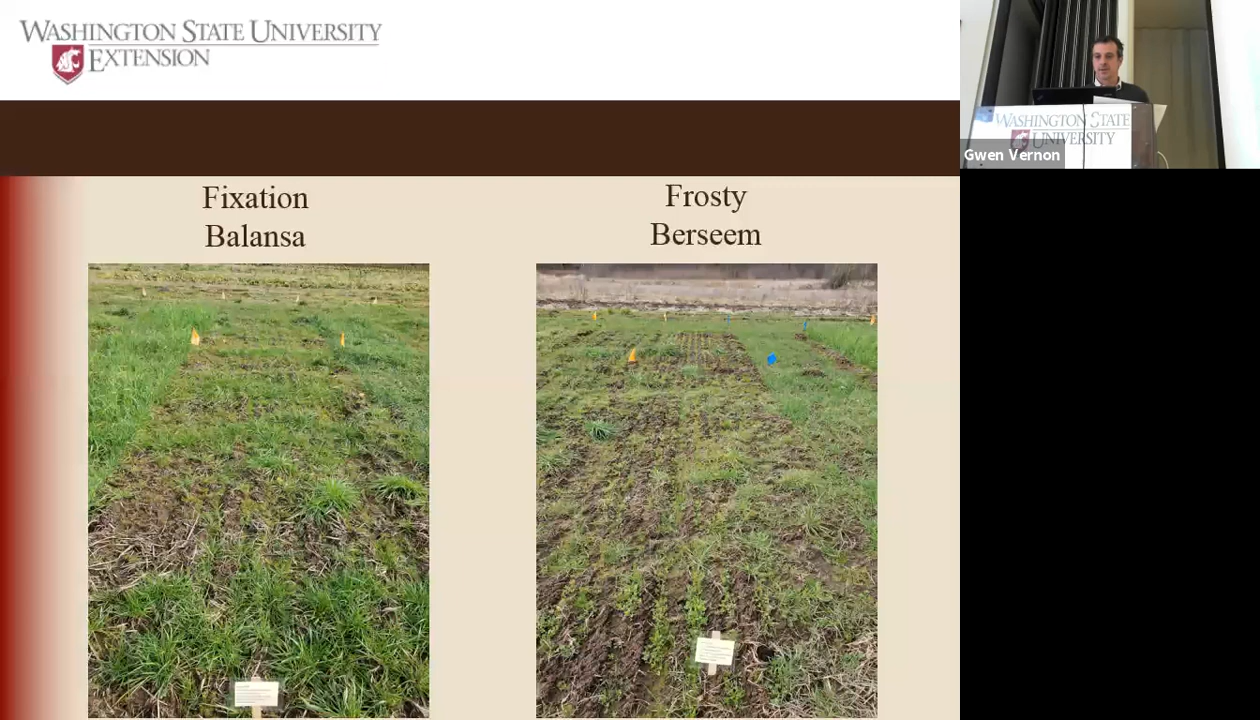 WASHINGTON STATE UNIVERSITY
EXTENSION
Fixation
Balansa
Frosty
Berseem
WASHINGTON STATE
UNIVERSITY
Gwen Vernon